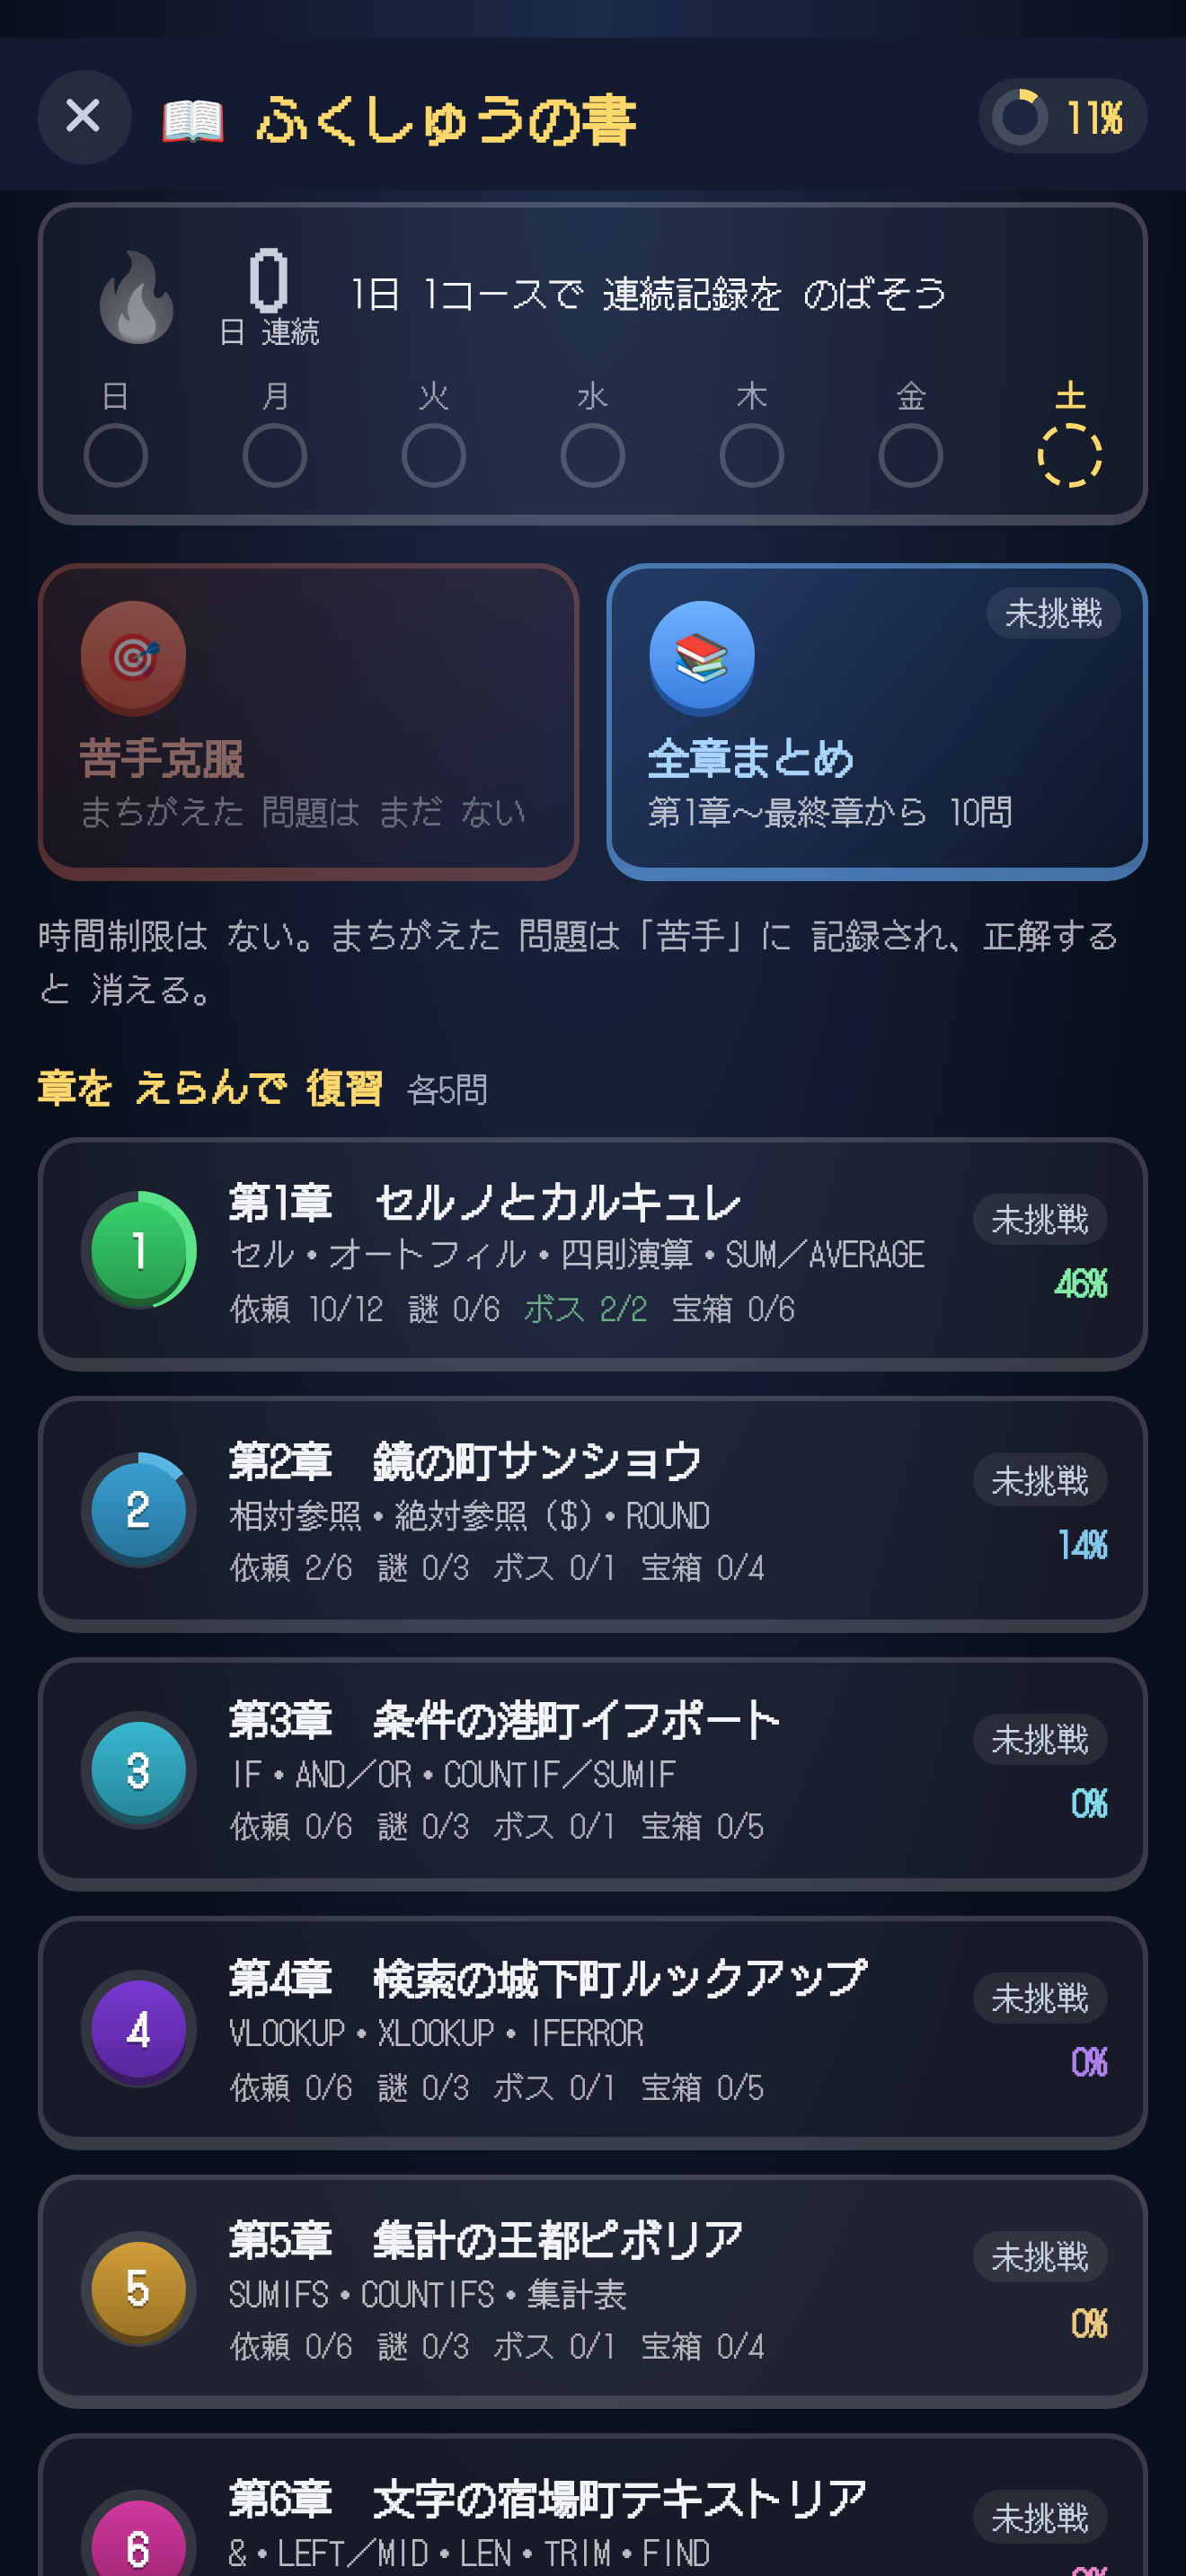 ふくしゅうの書
11%
0
日 連続
1日 1コースで 連続記録を のばそう
日 月 火 水 木 金 土
苦手克服
まちがえた 問題は まだ ない
未挑戦
全章まとめ
第1章〜最終章から 10問
時間制限は ない。まちがえた 問題は「苦手」に 記録され、正解する
と 消える。
章を えらんで 復習 各5問
1
第1章 セルノとカルキュレ
セル・オートフィル・四則演算・SUM／AVERAGE
依頼 10/12 謎 0/6 ボス 2/2 宝箱 0/6
未挑戦
46%
2
第2章 鏡の町サンショウ
相対参照・絶対参照（$）・ROUND
依頼 2/6 謎 0/3 ボス 0/1 宝箱 0/4
未挑戦
14%
3
第3章 条件の港町イフポート
IF・AND／OR・COUNTIF／SUMIF
依頼 0/6 謎 0/3 ボス 0/1 宝箱 0/5
未挑戦
0%
4
第4章 検索の城下町ルックアップ
VLOOKUP・XLOOKUP・IFERROR
依頼 0/6 謎 0/3 ボス 0/1 宝箱 0/5
未挑戦
0%
5
第5章 集計の王都ピボリア
SUMIFS・COUNTIFS・集計表
依頼 0/6 謎 0/3 ボス 0/1 宝箱 0/4
未挑戦
0%
6
第6章 文字の宿場町テキストリア
&・LEFT／MID・LEN・TRIM・FIND
未挑戦